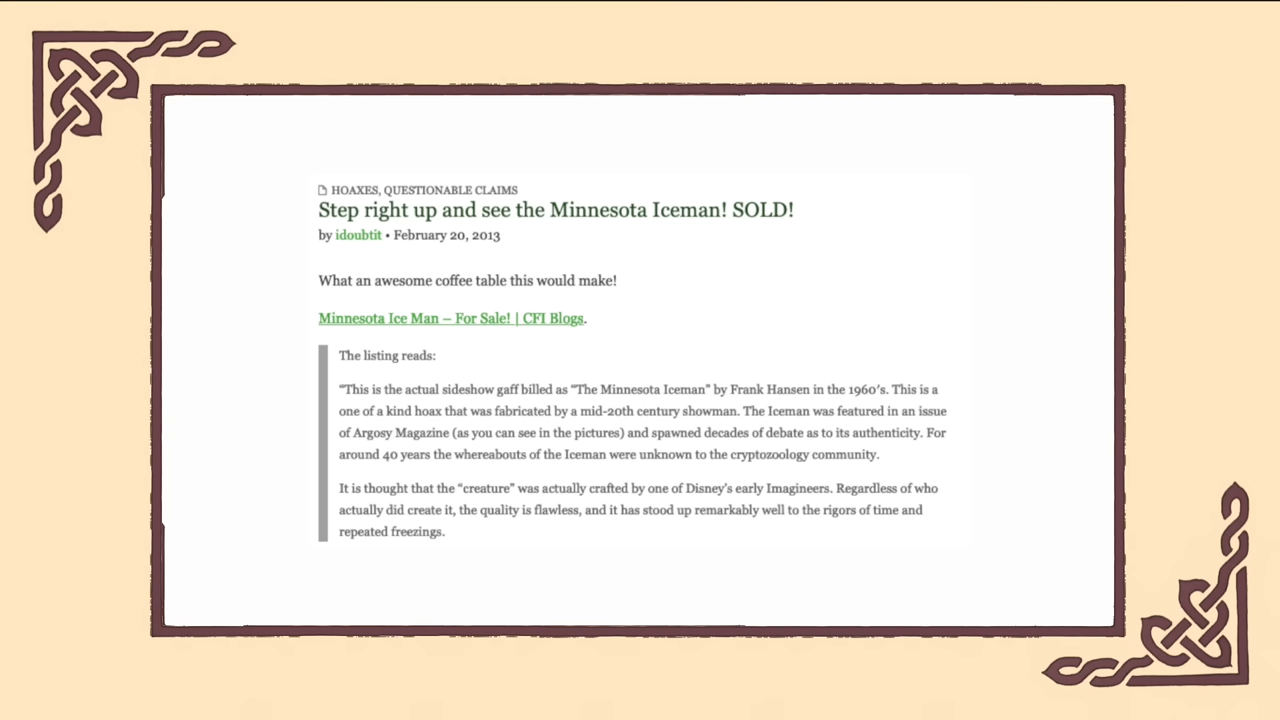 HOAXES, QUESTIONABLE CLAIMS
Step right up and see the Minnesota Iceman! SOLD!
by idoubtit • February 20, 2013
What an awesome coffee table this would make!
Minnesota Ice Man – For Sale! | CFI Blogs.
The listing reads:
“This is the actual sideshow gaff billed as “The Minnesota Iceman” by Frank Hansen in the 1960′s. This is a
one of a kind hoax that was fabricated by a mid-20th century showman. The Iceman was featured in an issue
of Argosy Magazine (as you can see in the pictures) and spawned decades of debate as to its authenticity. For
around 40 years the whereabouts of the Iceman were unknown to the cryptozoology community.
It is thought that the “creature” was actually crafted by one of Disney’s early Imagineers. Regardless of who
actually did create it, the quality is flawless, and it has stood up remarkably well to the rigors of time and
repeated freezings.